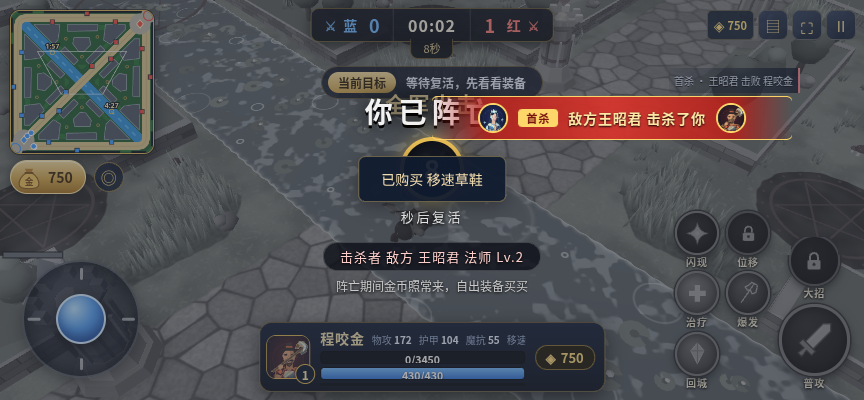 蓝 0 00:02 1 红
8秒
750
1:57
4:27
当前目标 等待复活，先看看装备
首杀 · 王昭君 击败 程咬金
你已阵亡
首杀 敌方王昭君 击杀了你
金 750
已购买 移速草鞋
秒后复活
击杀者 敌方 王昭君 法师 Lv.2
阵亡期间金币照常来，自出装备买买
闪现 位移
大招
治疗 爆发
回城 普攻
程咬金 物攻 172 护甲 104 魔抗 55 移速
0/3450
430/430
1
750